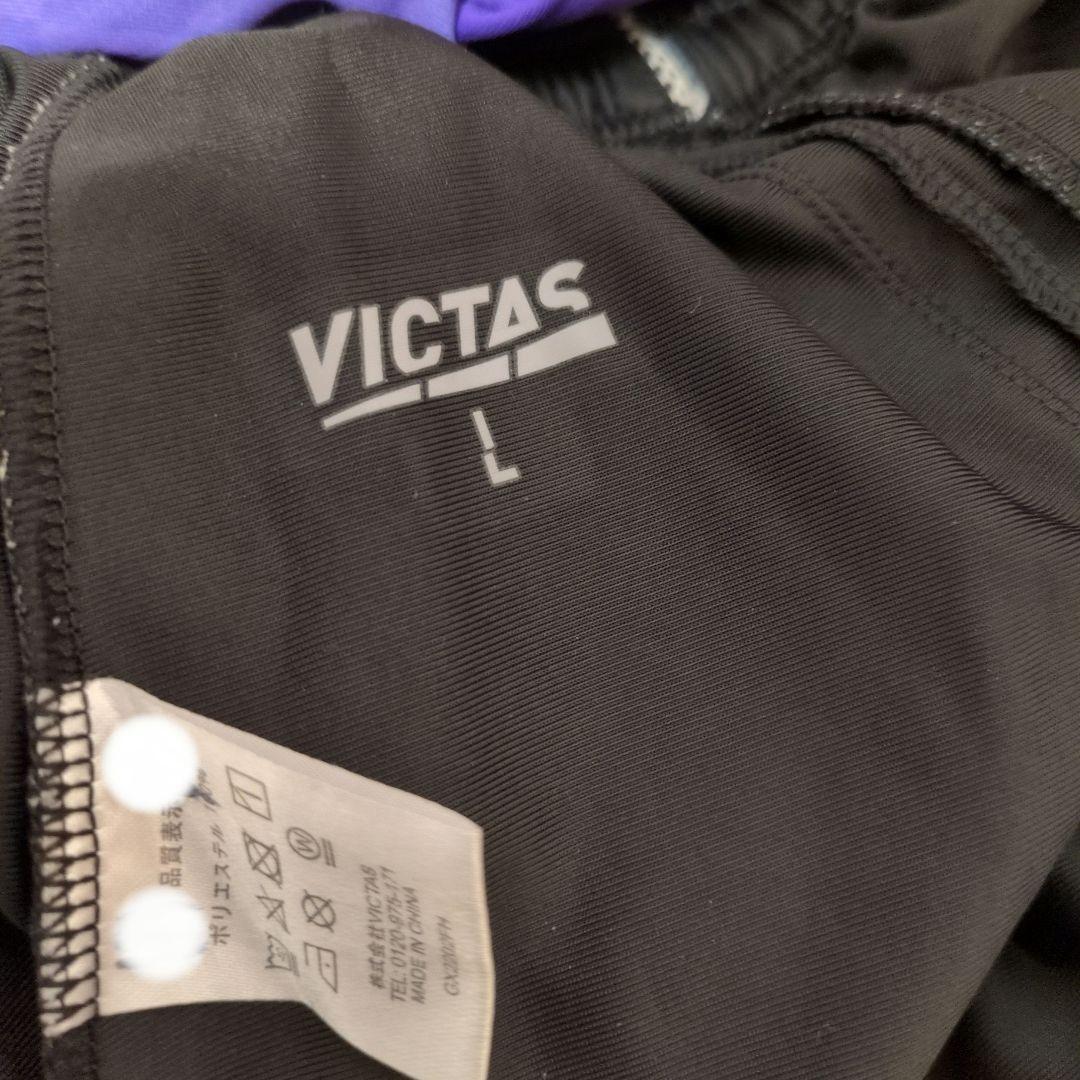 VICTAS
L
品質表示
ポリエステル 100%
株式会社VICTAS
TEL: 0120-975-171
MADE IN CHINA